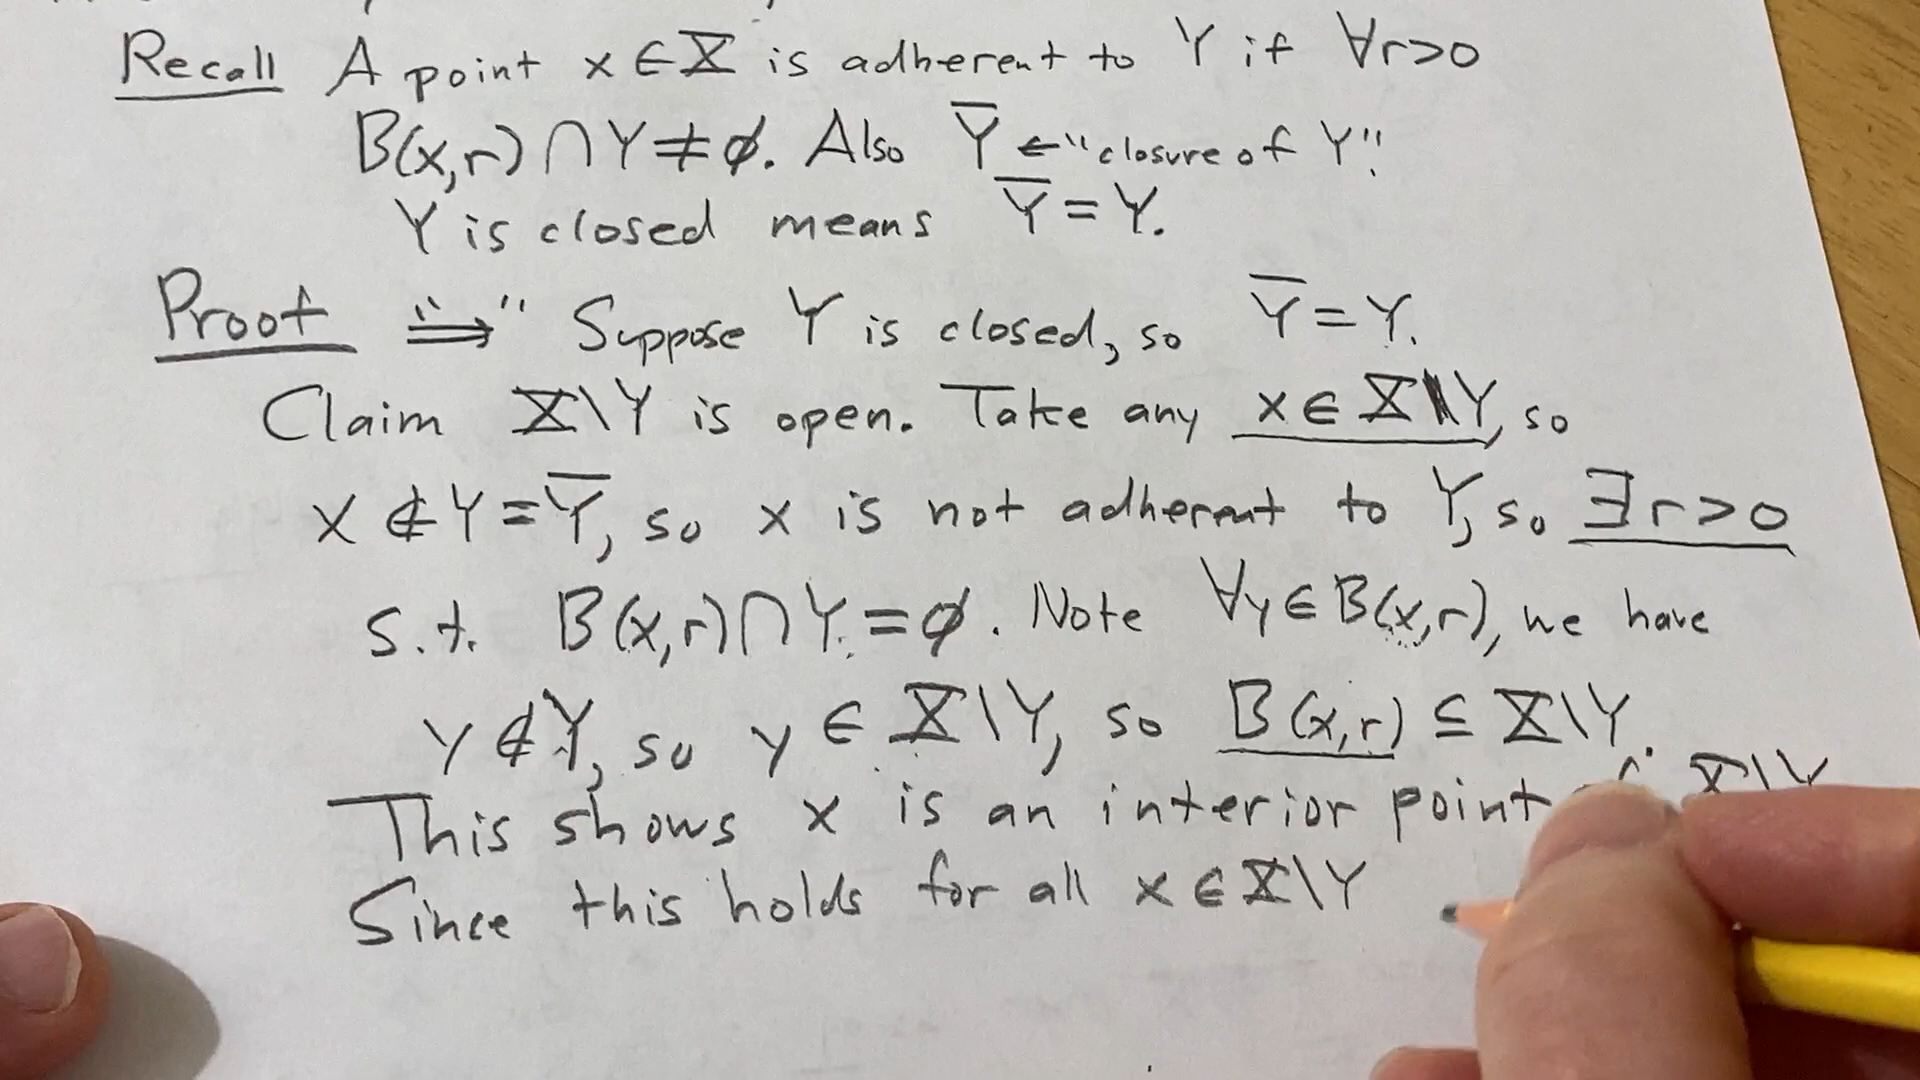 Recall A point x ∈ X is adherent to Y if ∀r>0
B(x,r) ∩ Y ≠ ∅. Also Y̅ ← "closure of Y".
Y is closed means Y̅ = Y.
Proof "⇒" Suppose Y is closed, so Y̅ = Y.
Claim X\Y is open. Take any x ∈ X\Y, so
x ∉ Y = Y̅, so x is not adherent to Y, so ∃r>0
s.t. B(x,r) ∩ Y = ∅. Note ∀y ∈ B(x,r), we have
y ∉ Y, so y ∈ X\Y, so B(x,r) ⊆ X\Y.
This shows x is an interior point X\Y
Since this holds for all x ∈ X\Y